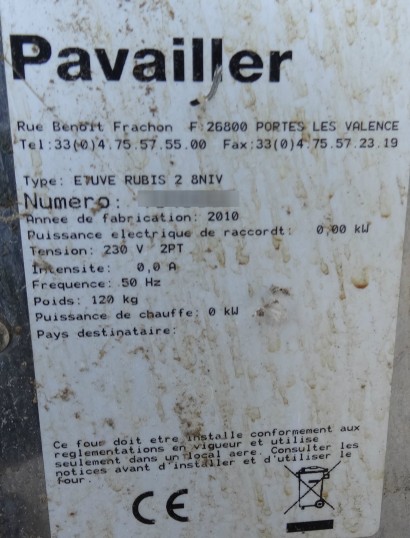 Pavailler
Rue Benoit Frachon F 26800 PORTES LES VALENCE
Tel:33(0)4.75.57.55.00 Fax:33(0)4.75.57.23.19
Type: ETUVE RUBIS 2 8NIV
Numero:
Annee de fabrication: 2010
Puissance electrique de raccordt: 0,00 kW
Tension: 230 V 2PT
Intensite: 0,0 A
Frequence: 50 Hz
Poids: 120 kg
Puissance de chauffe: 0 kW
Pays destinataire:
Ce four doit etre installe conformement aux
reglementations en vigueur et utilise
seulement dans un local aere. Consulter les
notices avant d'installer et d'utiliser le
four.
CE